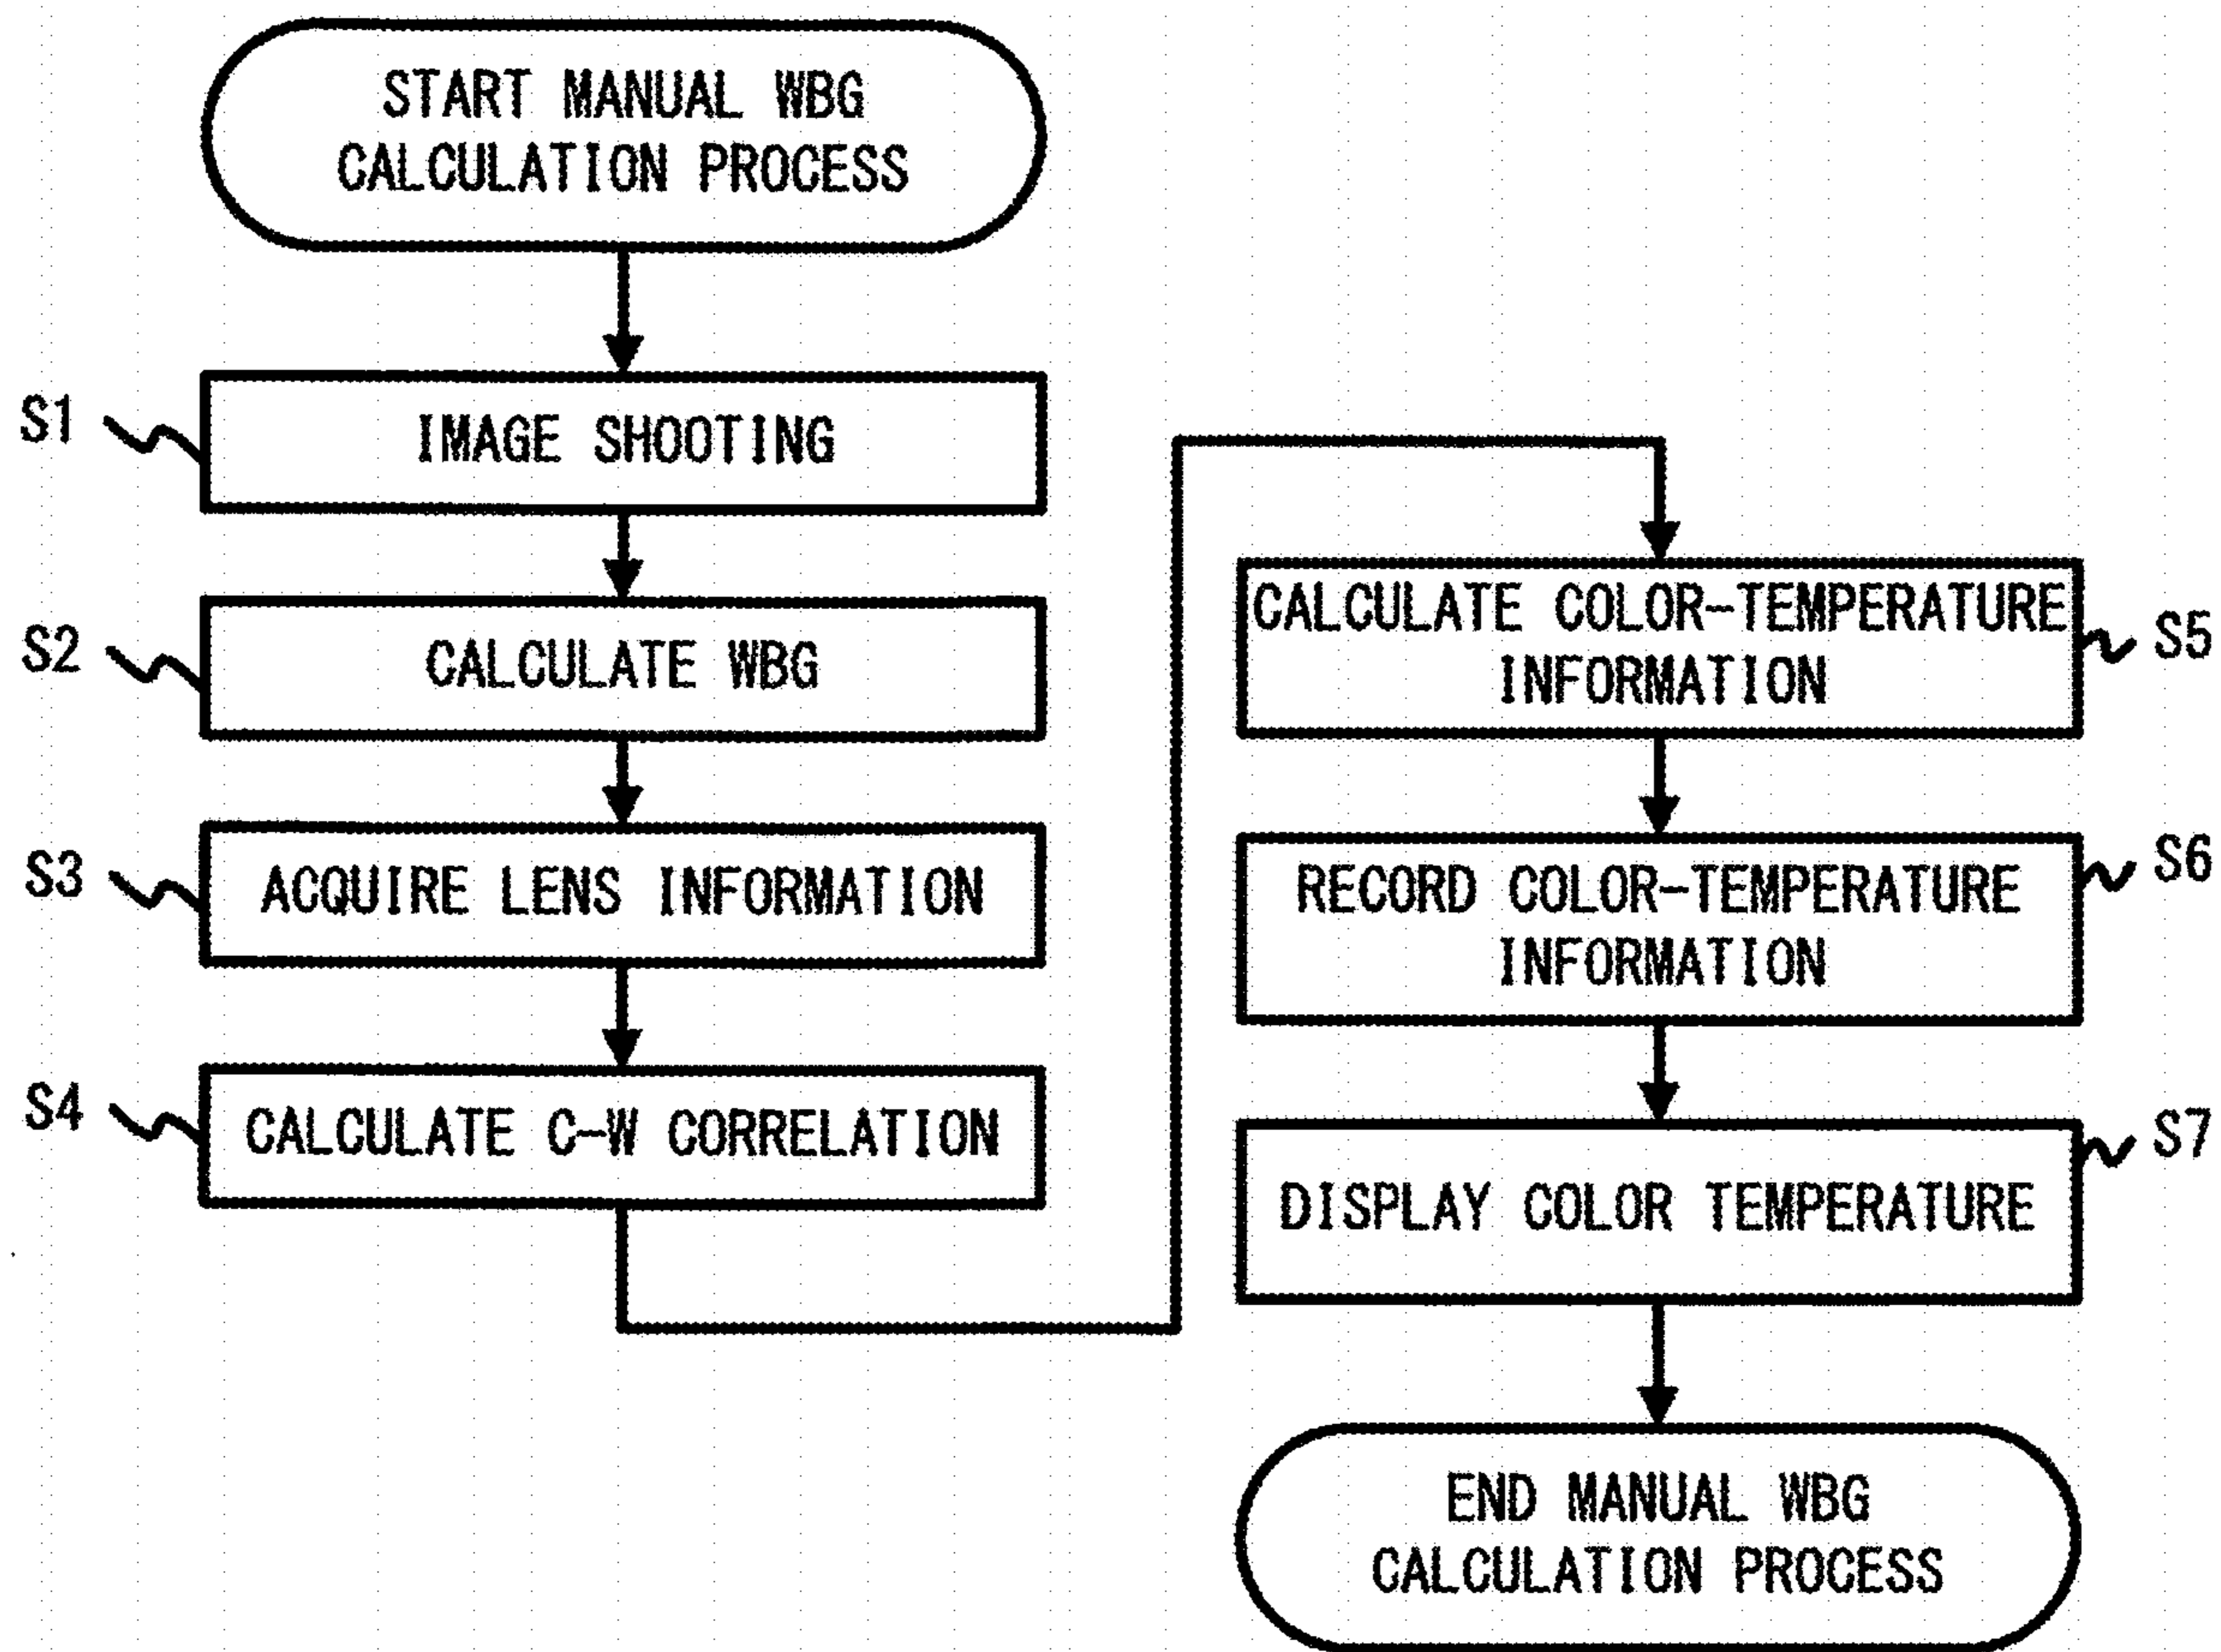 START MANUAL WBG
CALCULATION PROCESS
S1
IMAGE SHOOTING
S2
CALCULATE WBG
S3
ACQUIRE LENS INFORMATION
S4
CALCULATE C-W CORRELATION
CALCULATE COLOR-TEMPERATURE
INFORMATION
S5
RECORD COLOR-TEMPERATURE
INFORMATION
S6
DISPLAY COLOR TEMPERATURE
S7
END MANUAL WBG
CALCULATION PROCESS